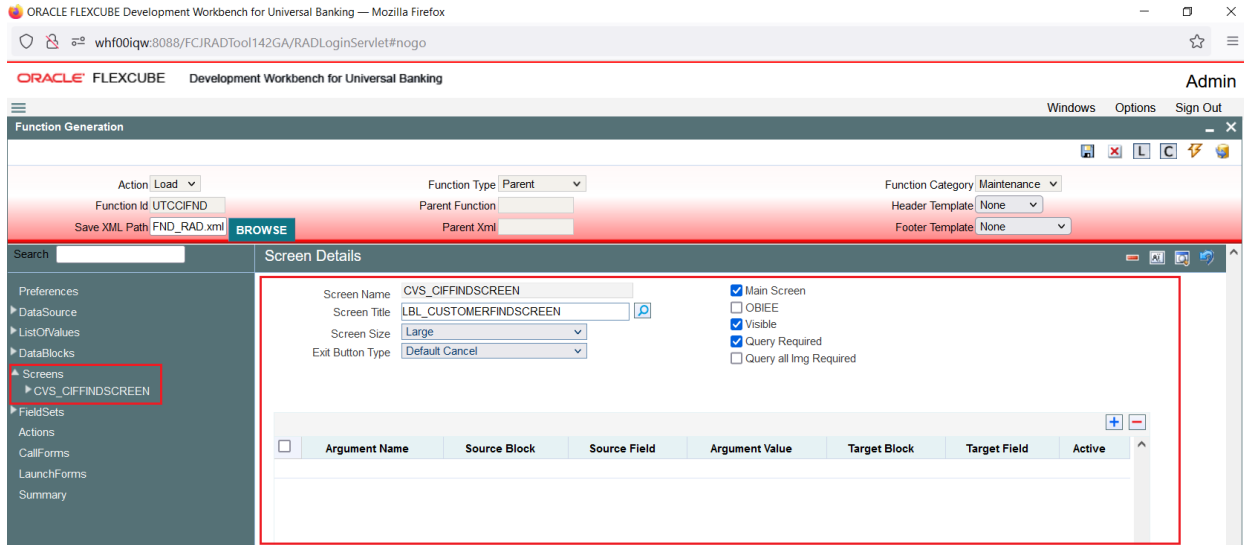 ORACLE FLEXCUBE Development Workbench for Universal Banking — Mozilla Firefox
whf00iqw:8088/FCJRADTool142GA/RADLoginServlet#nogo
ORACLE FLEXCUBE Development Workbench for Universal Banking Admin
Windows Options Sign Out
Function Generation
L C
Action Load Function Type Parent Function Category Maintenance
Function Id UTCCIFND Parent Function Header Template None
Save XML Path FND_RAD.xml BROWSE Parent Xml Footer Template None
Search Screen Details
Preferences
DataSource
ListOfValues
DataBlocks
Screens
CVS_CIFFINDSCREEN
FieldSets
Actions
CallForms
LaunchForms
Summary
Screen Name CVS_CIFFINDSCREEN
Screen Title LBL_CUSTOMERFINDSCREEN
Screen Size Large
Exit Button Type Default Cancel
Main Screen
OBIEE
Visible
Query Required
Query all Img Required
Argument Name Source Block Source Field Argument Value Target Block Target Field Active